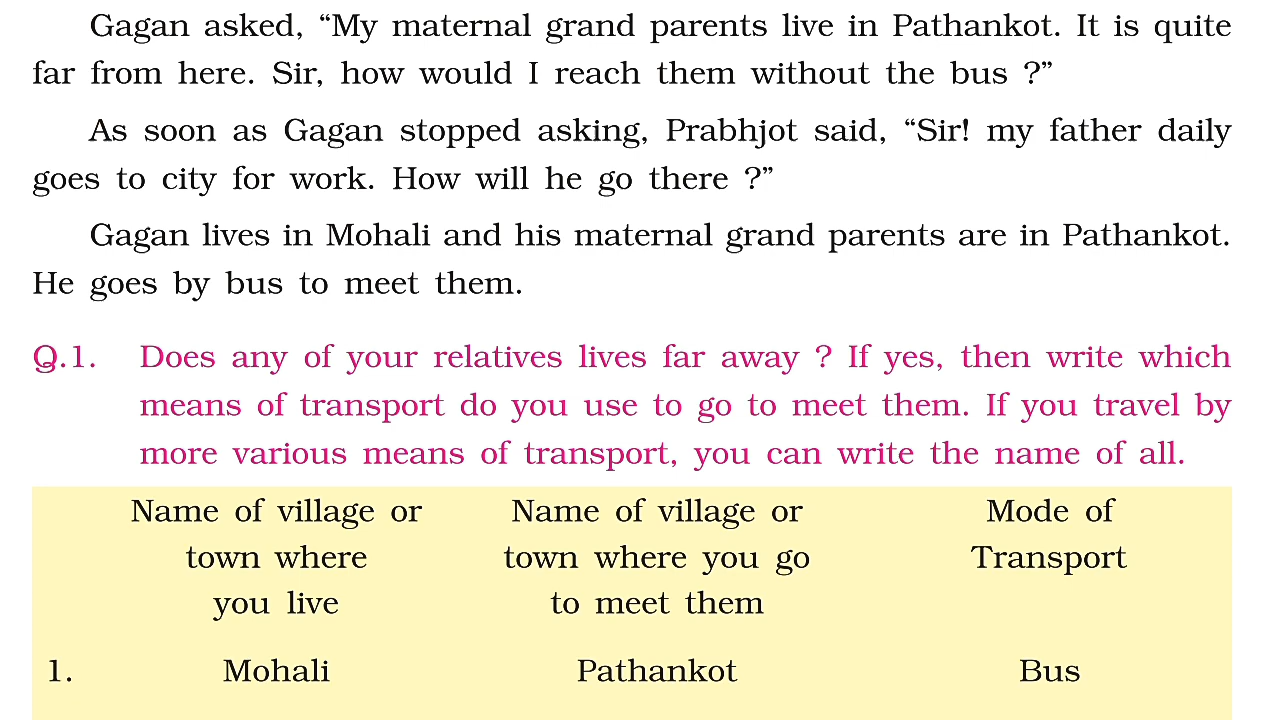 Gagan asked, “My maternal grand parents live in Pathankot. It is quite
far from here. Sir, how would I reach them without the bus ?”
As soon as Gagan stopped asking, Prabhjot said, “Sir! my father daily
goes to city for work. How will he go there ?”
Gagan lives in Mohali and his maternal grand parents are in Pathankot.
He goes by bus to meet them.
Q.1. Does any of your relatives lives far away ? If yes, then write which
means of transport do you use to go to meet them. If you travel by
more various means of transport, you can write the name of all.
Name of village or Name of village or Mode of
town where town where you go Transport
you live to meet them
1. Mohali Pathankot Bus